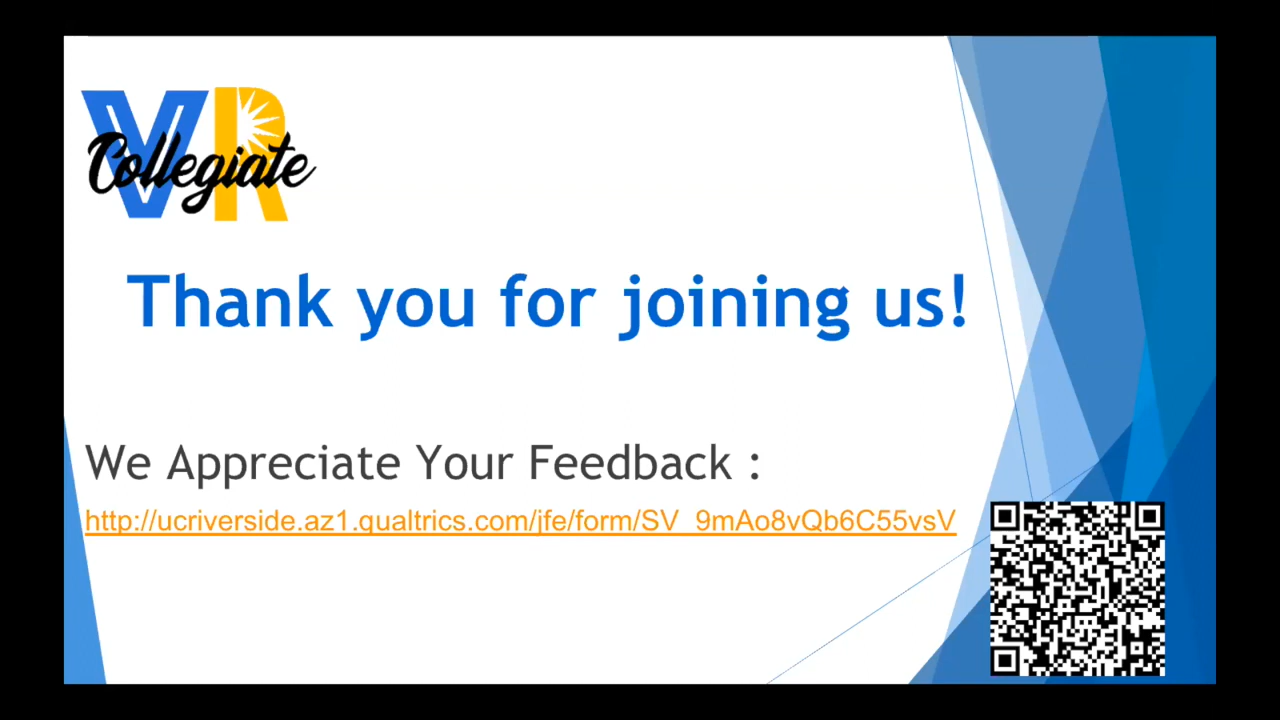 VR
Collegiate
Thank you for joining us!
We Appreciate Your Feedback :
http://ucriverside.az1.qualtrics.com/jfe/form/SV_9mAo8vQb6C55vsV